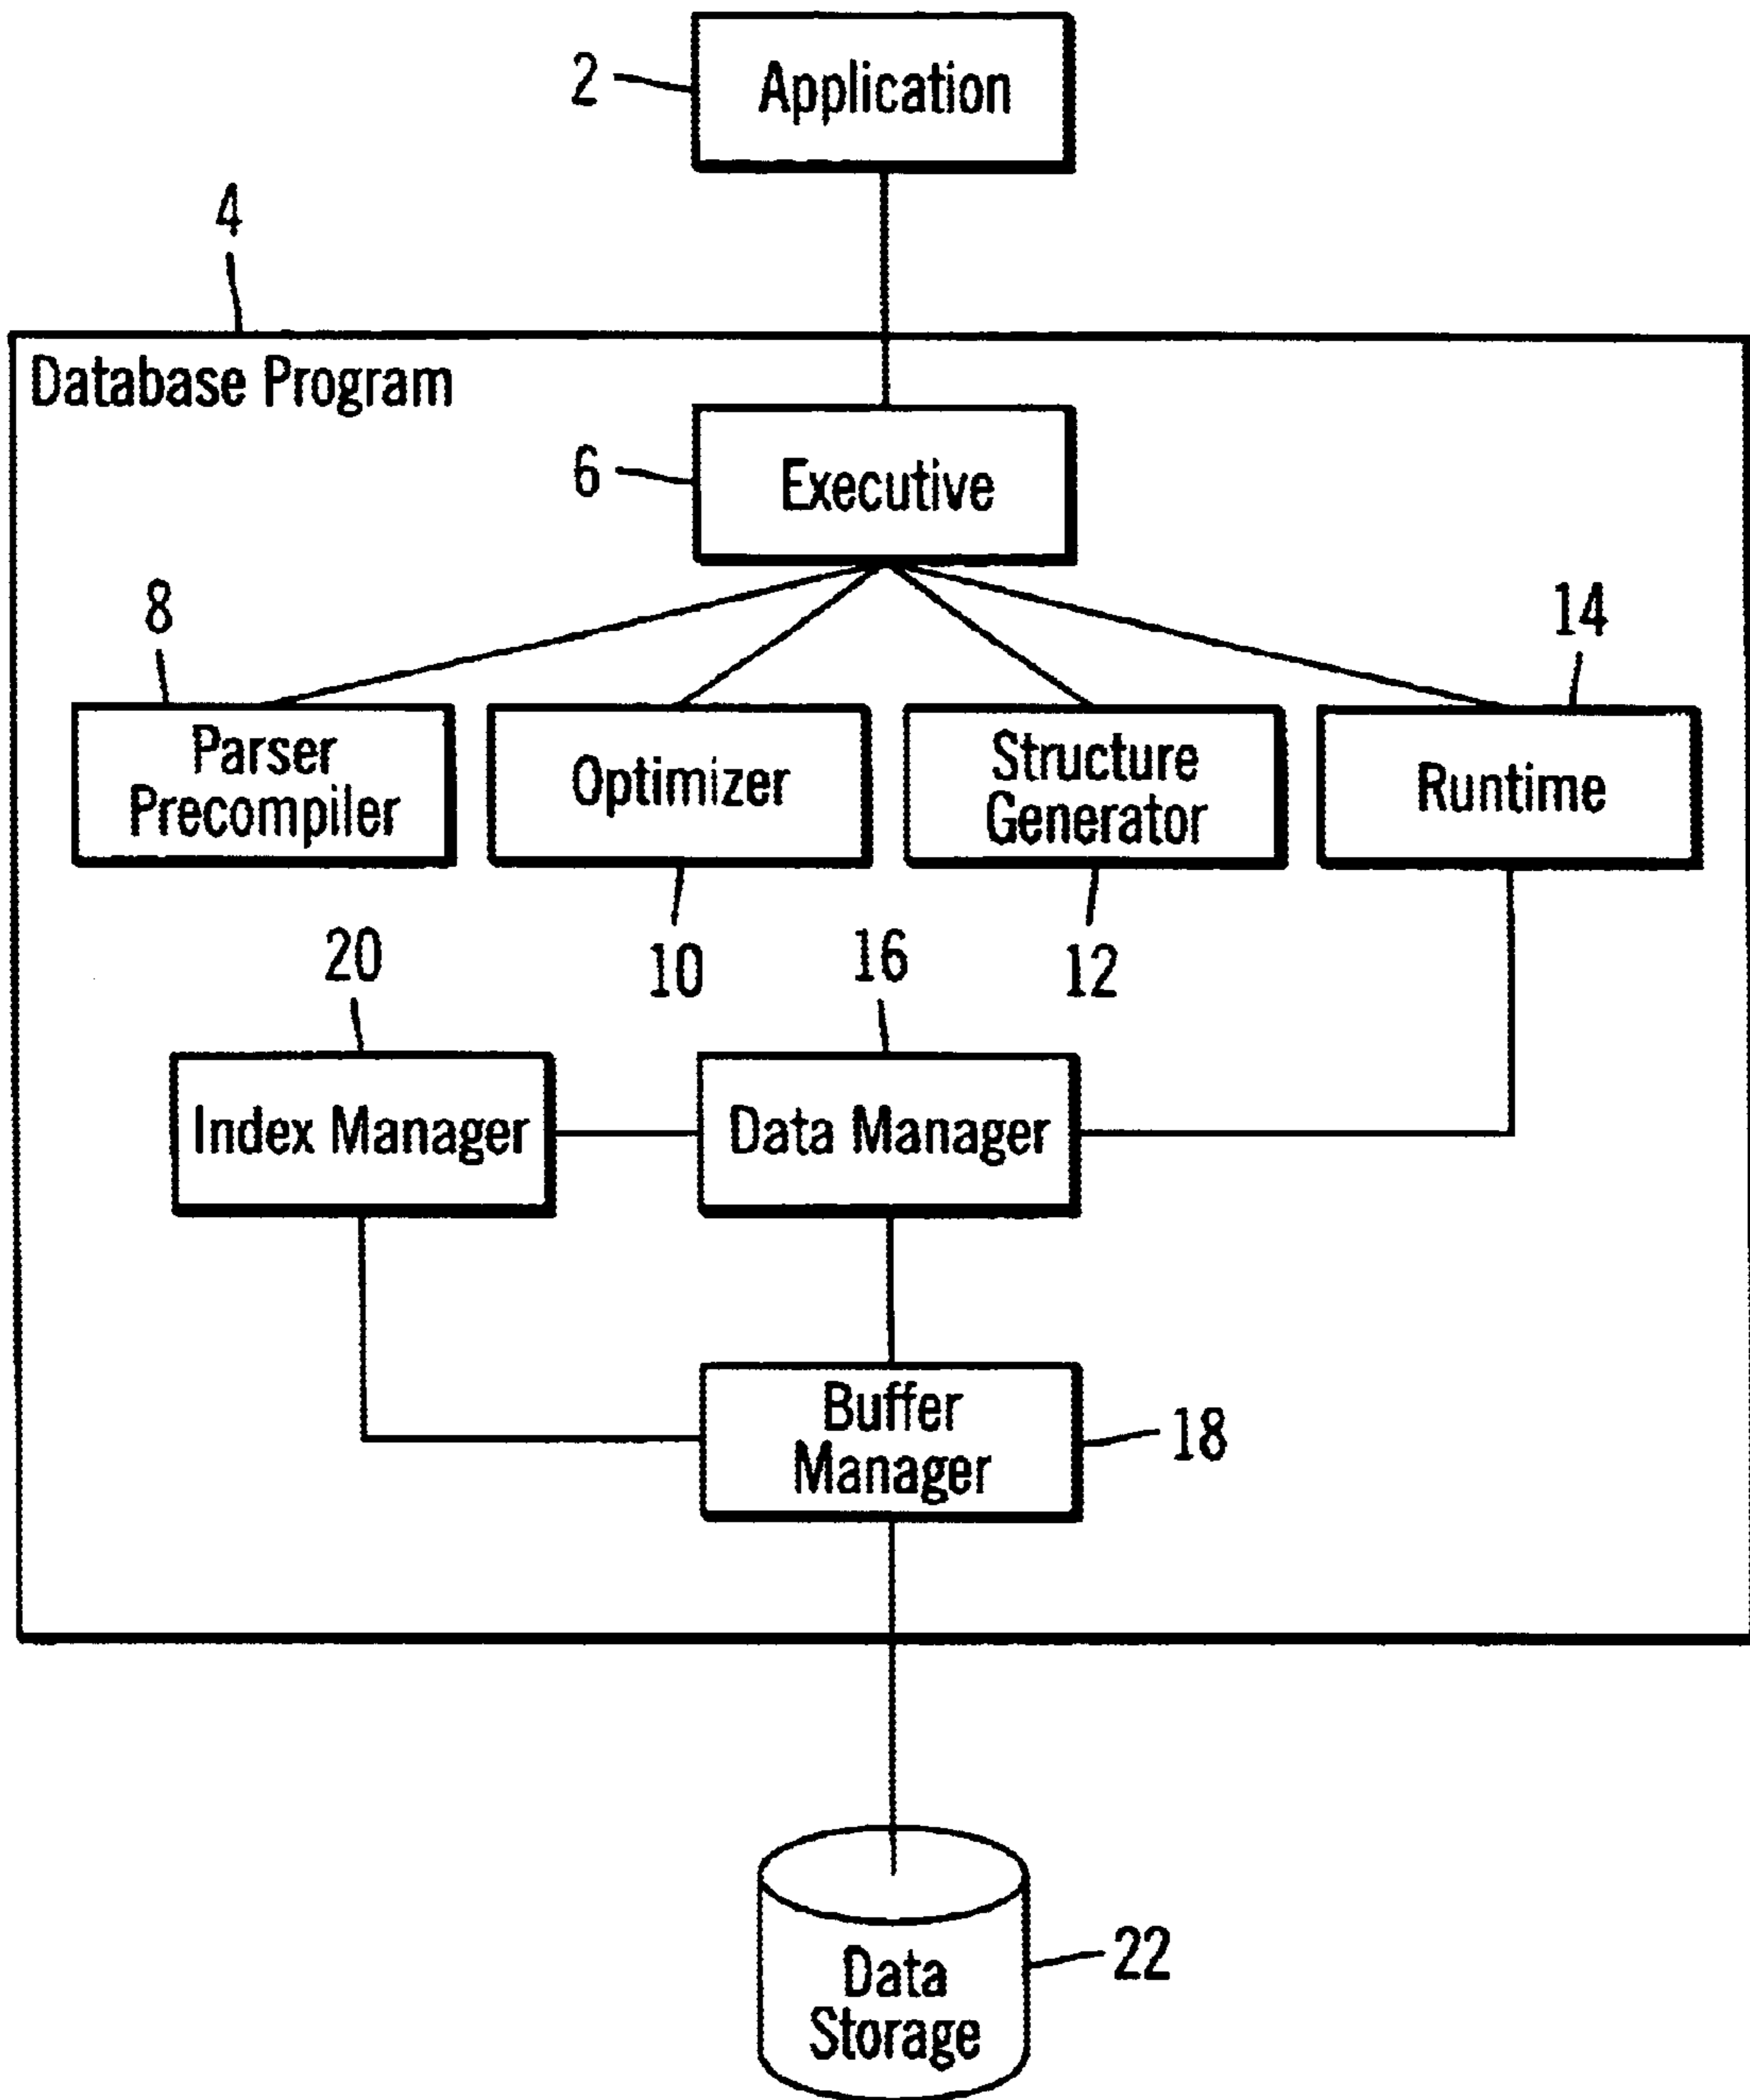 2
Application
4
Database Program
6
Executive
8
14
Parser
Precompiler
Optimizer
Structure
Generator
Runtime
10
12
20
16
Index Manager
Data Manager
Buffer
Manager
18
Data
Storage
22